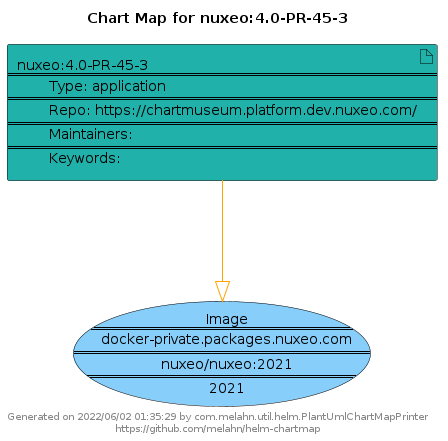 Chart Map for nuxeo:4.0-PR-45-3
nuxeo:4.0-PR-45-3
Type: application
Repo: https://chartmuseum.platform.dev.nuxeo.com/
Maintainers:
Keywords:
Image
docker-private.packages.nuxeo.com
nuxeo/nuxeo:2021
2021
Generated on 2022/06/02 01:35:29 by com.melahn.util.helm.PlantUmlChartMapPrinter
https://github.com/melahn/helm-chartmap